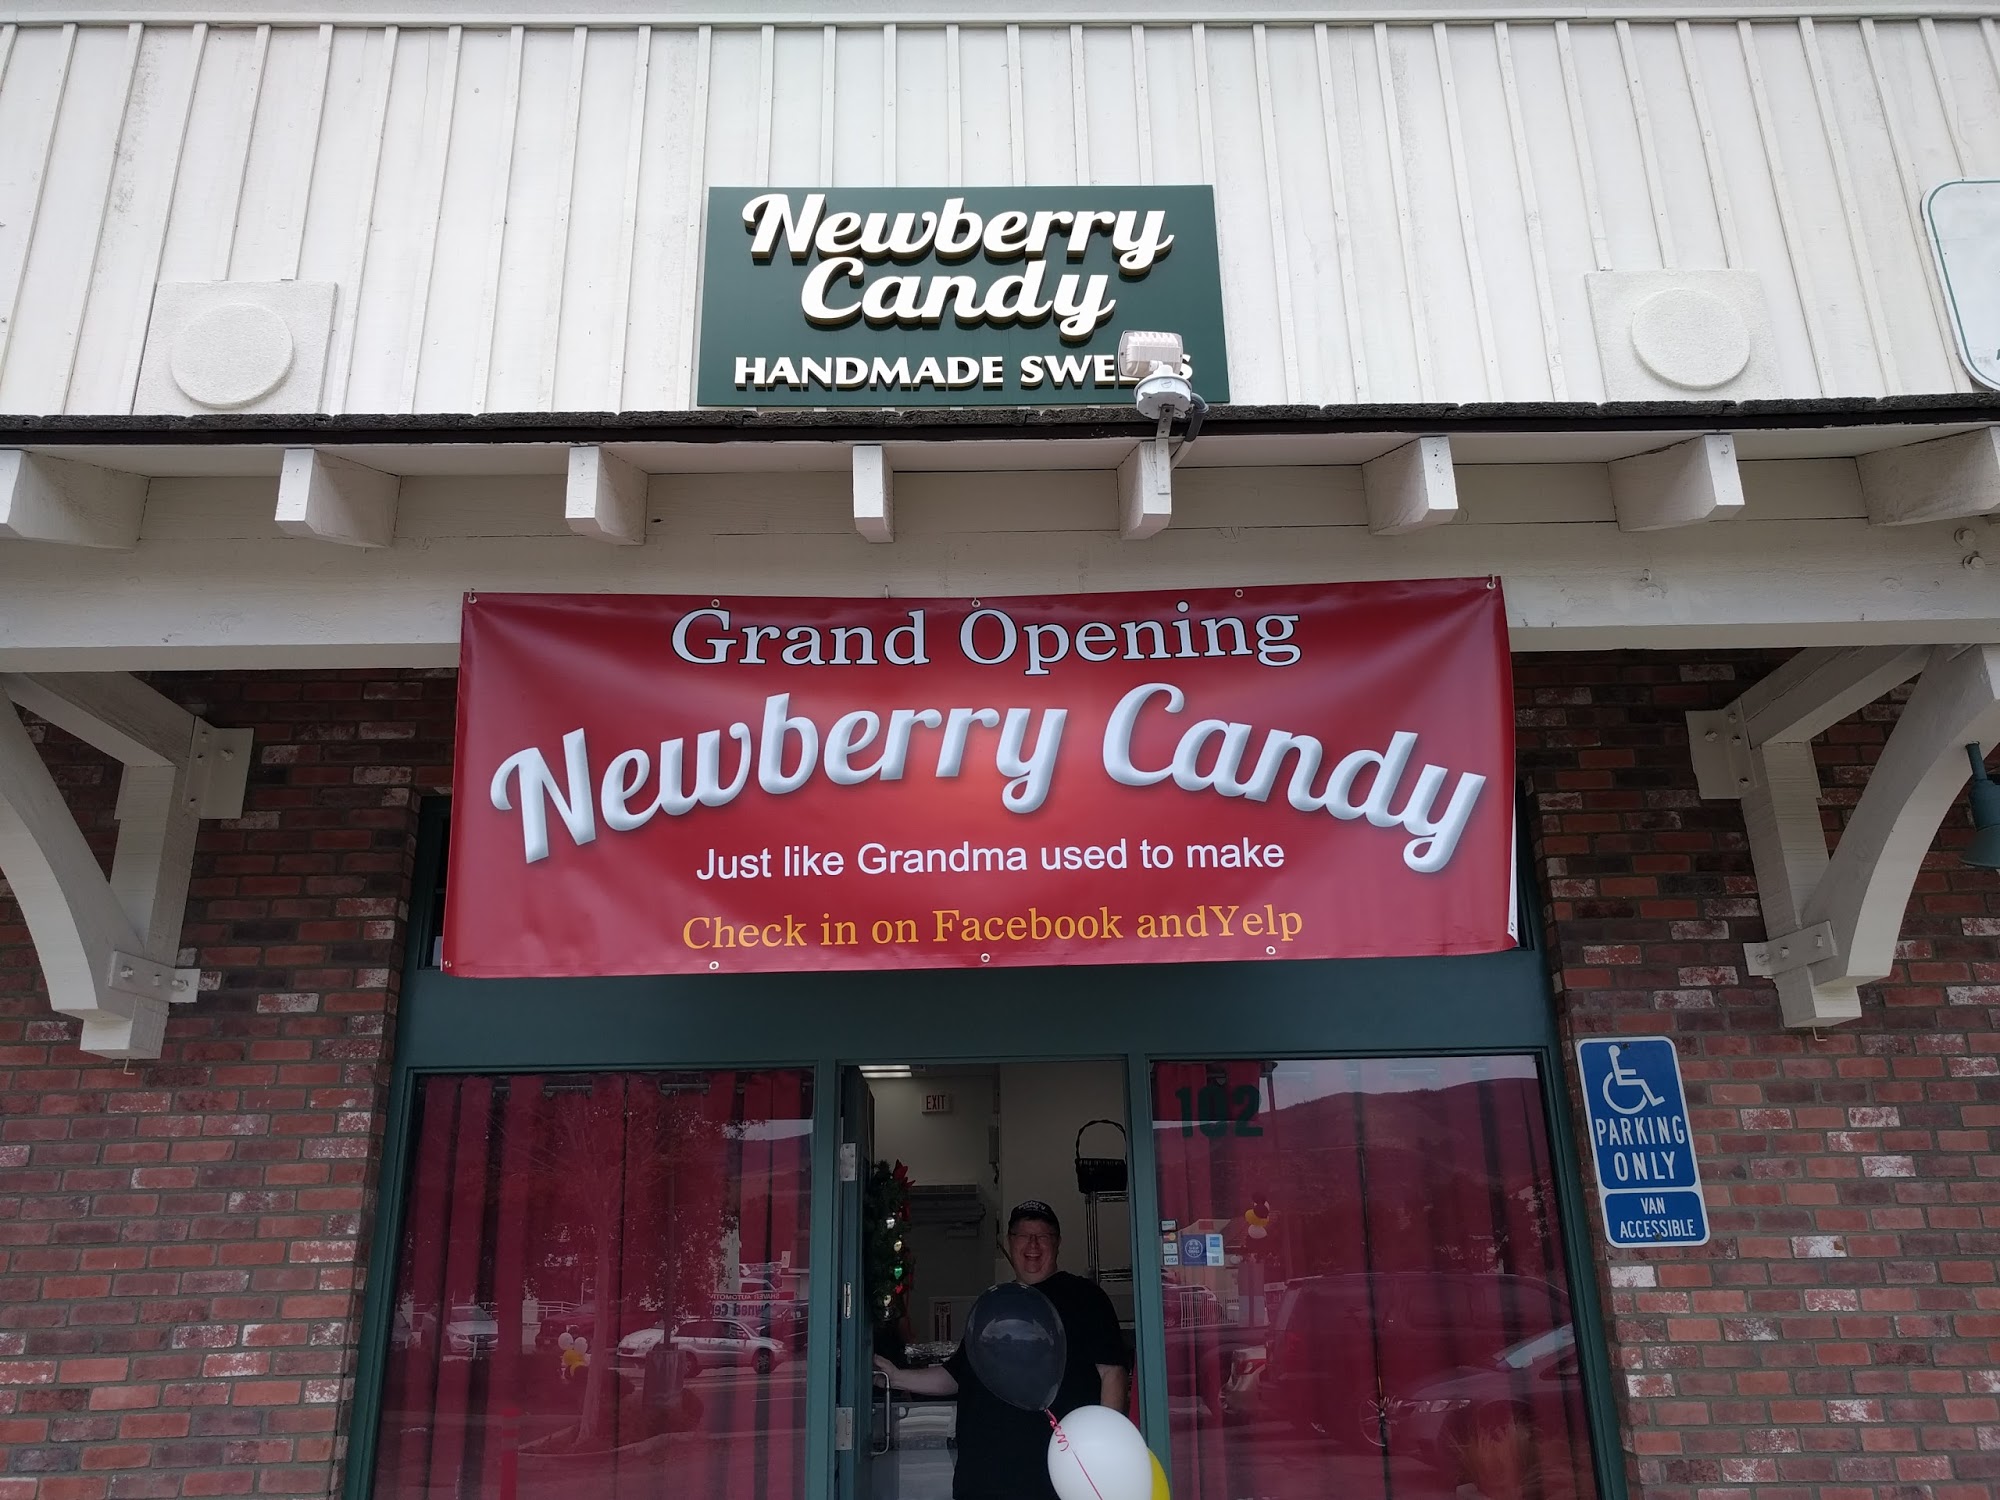 Newberry
Candy
HANDMADE
Grand Opening
Newberry Candy
Just like Grandma used to make
Check in on Facebook andYelp
EXIT
102
PARKING
ONLY
VAN
ACCESSIBLE
VISA